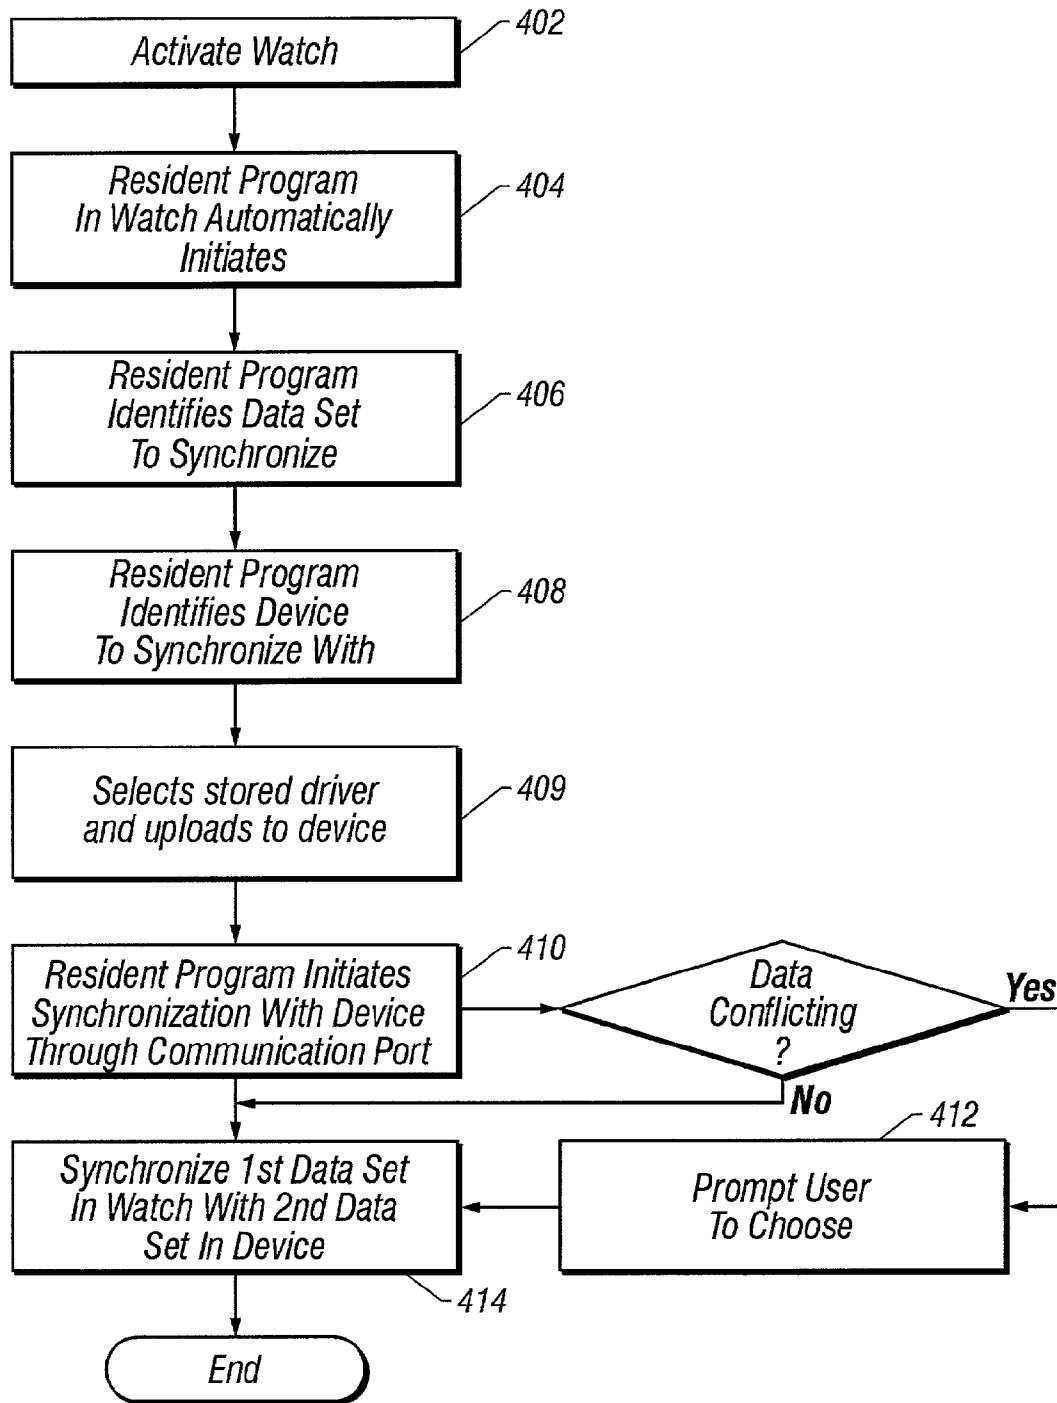 Activate Watch
402
Resident Program
In Watch Automatically
Initiates
404
Resident Program
Identifies Data Set
To Synchronize
406
Resident Program
Identifies Device
To Synchronize With
408
Selects stored driver
and uploads to device
409
Resident Program Initiates
Synchronization With Device
Through Communication Port
410
Data
Conflicting
?
Yes
No
412
Prompt User
To Choose
Synchronize 1st Data Set
In Watch With 2nd Data
Set In Device
414
End